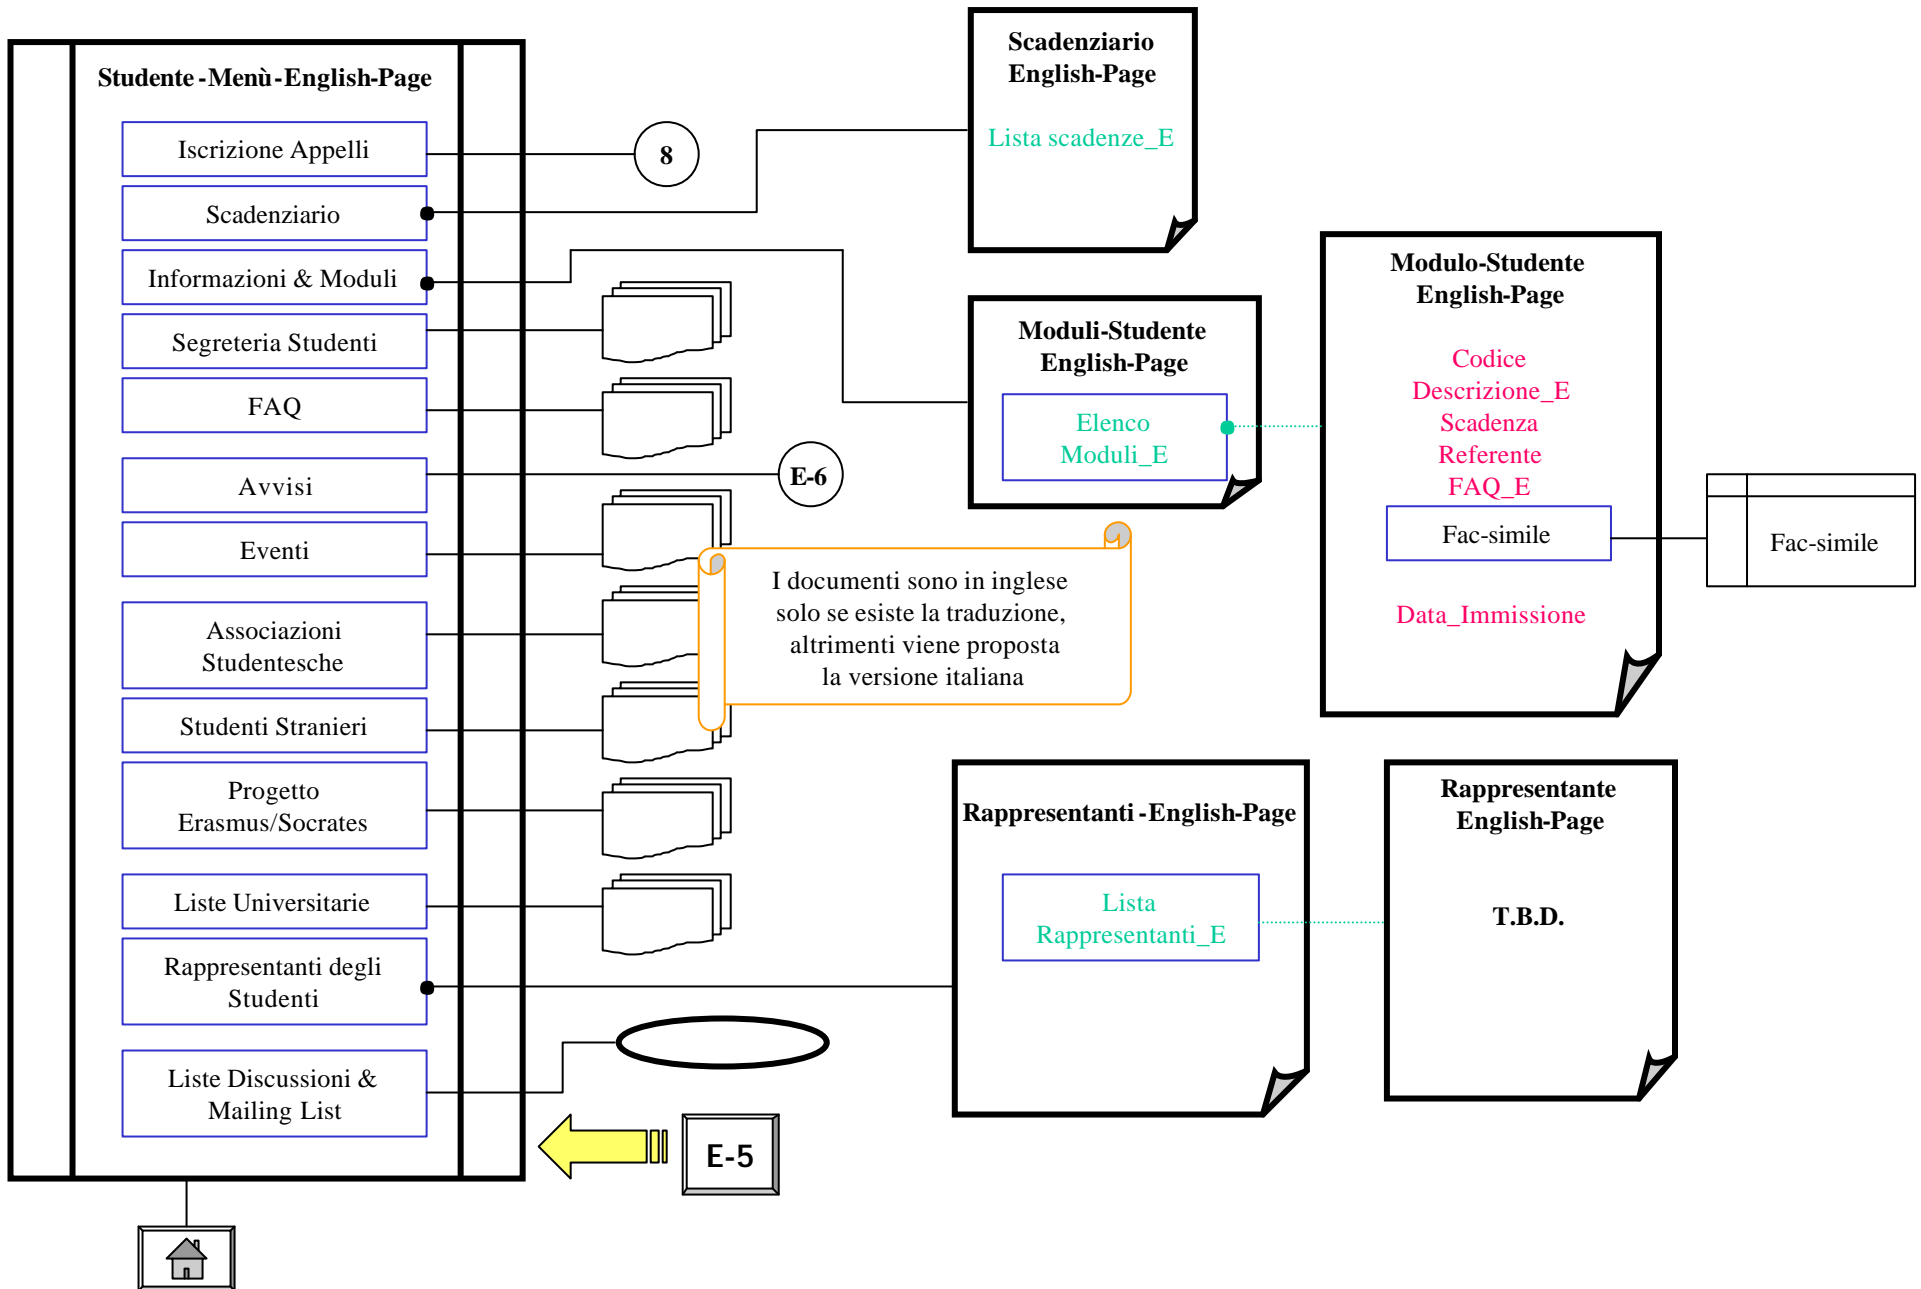 Studente-Menù-English-Page
Iscrizione Appelli
Scadenziario
Informazioni & Moduli
Segreteria Studenti
FAQ
Avvisi
Eventi
Associazioni
Studentesche
Studenti Stranieri
Progetto
Erasmus/Socrates
Liste Universitarie
Rappresentanti degli
Studenti
Liste Discussioni &
Mailing List
8
E-6
I documenti sono in inglese
solo se esiste la traduzione,
altrimenti viene proposta
la versione italiana
E-5
Scadenziario
English-Page
Lista scadenze_E
Moduli-Studente
English-Page
Elenco
Moduli_E
Modulo-Studente
English-Page
Codice
Descrizione_E
Scadenza
Referente
FAQ_E
Fac-simile
Data_Immissione
Fac-simile
Rappresentanti-English-Page
Lista
Rappresentanti_E
Rappresentante
English-Page
T.B.D.